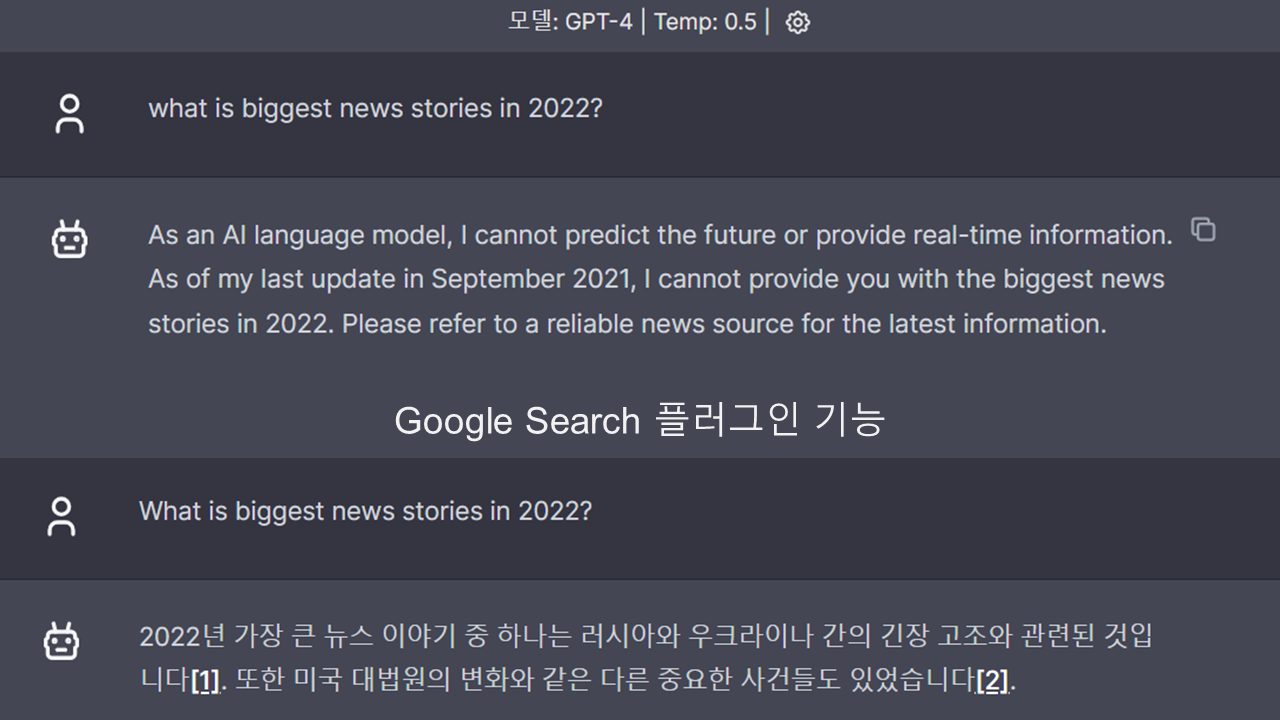 모델: GPT-4 | Temp: 0.5 |
what is biggest news stories in 2022?
As an AI language model, I cannot predict the future or provide real-time information.
As of my last update in September 2021, I cannot provide you with the biggest news
stories in 2022. Please refer to a reliable news source for the latest information.
Google Search 플러그인 기능
What is biggest news stories in 2022?
2022년 가장 큰 뉴스 이야기 중 하나는 러시아와 우크라이나 간의 긴장 고조와 관련된 것입
니다[1]. 또한 미국 대법원의 변화와 같은 다른 중요한 사건들도 있었습니다[2].